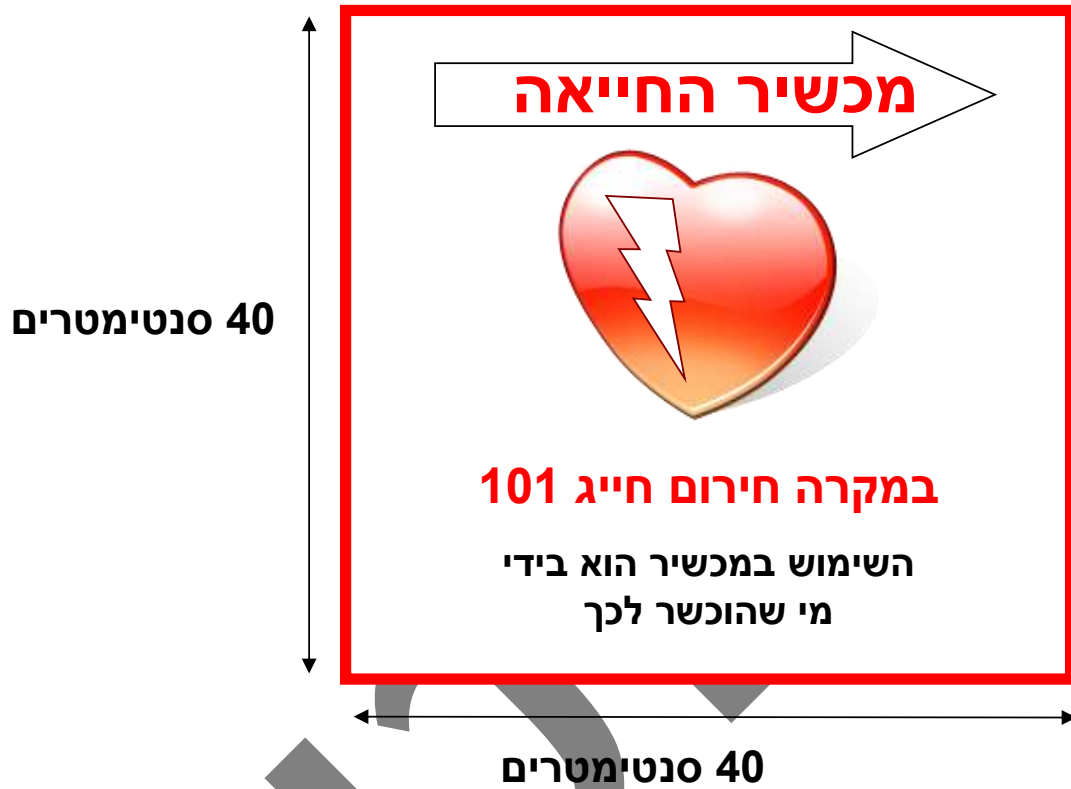 מכשיר החייאה
40 סנטימטרים
במקרה חירום חייג 101
השימוש במכשיר הוא בידי
מי שהוכשר לכך
40 סנטימטרים